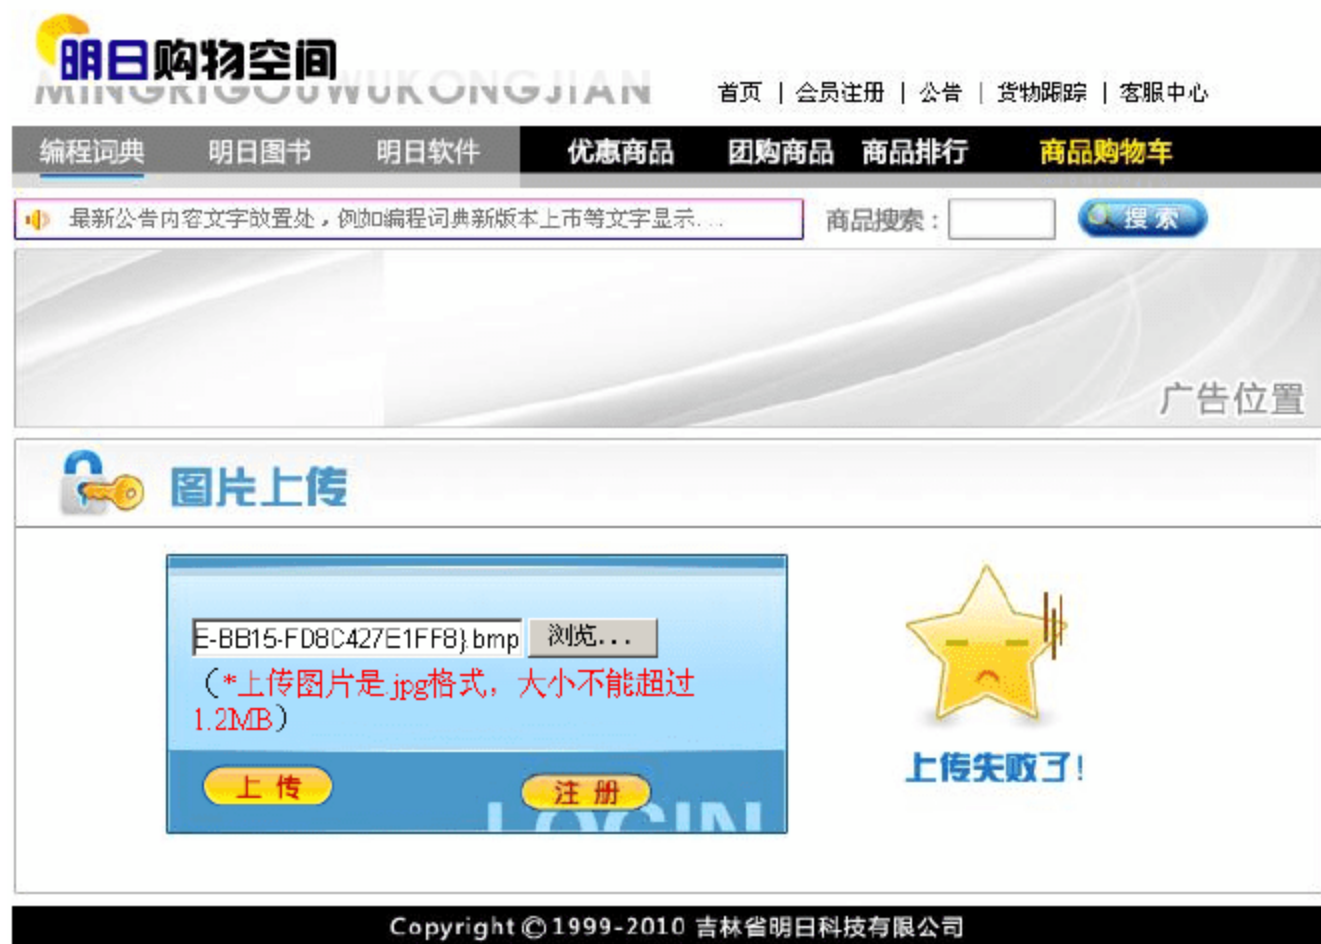 明日购物空间
MINGRIGOUWUKONGJIAN
首页 | 会员注册 | 公告 | 货物跟踪 | 客服中心
编程词典 明日图书 明日软件 优惠商品 团购商品 商品排行 商品购物车
最新公告内容文字放置处，例如编程词典新版本上市等文字显示....
商品搜索： 搜索
广告位置
图片上传
E-BB15-FD8C427E1FF8}.bmp 浏览...
（*上传图片是.jpg格式，大小不能超过
1.2MB）
上传 注册
LOGIN
上传失败了!
Copyright © 1999-2010 吉林省明日科技有限公司